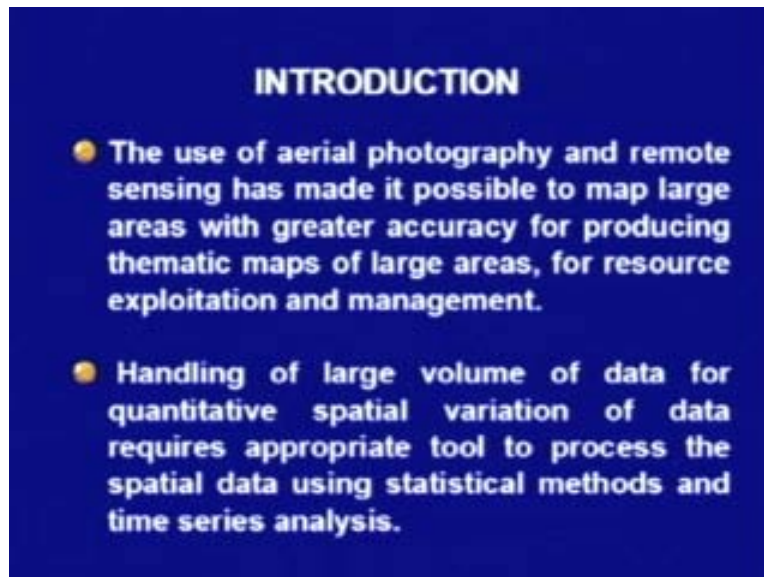 INTRODUCTION
The use of aerial photography and remote
sensing has made it possible to map large
areas with greater accuracy for producing
thematic maps of large areas, for resource
exploitation and management.
Handling of large volume of data for
quantitative spatial variation of data
requires appropriate tool to process the
spatial data using statistical methods and
time series analysis.